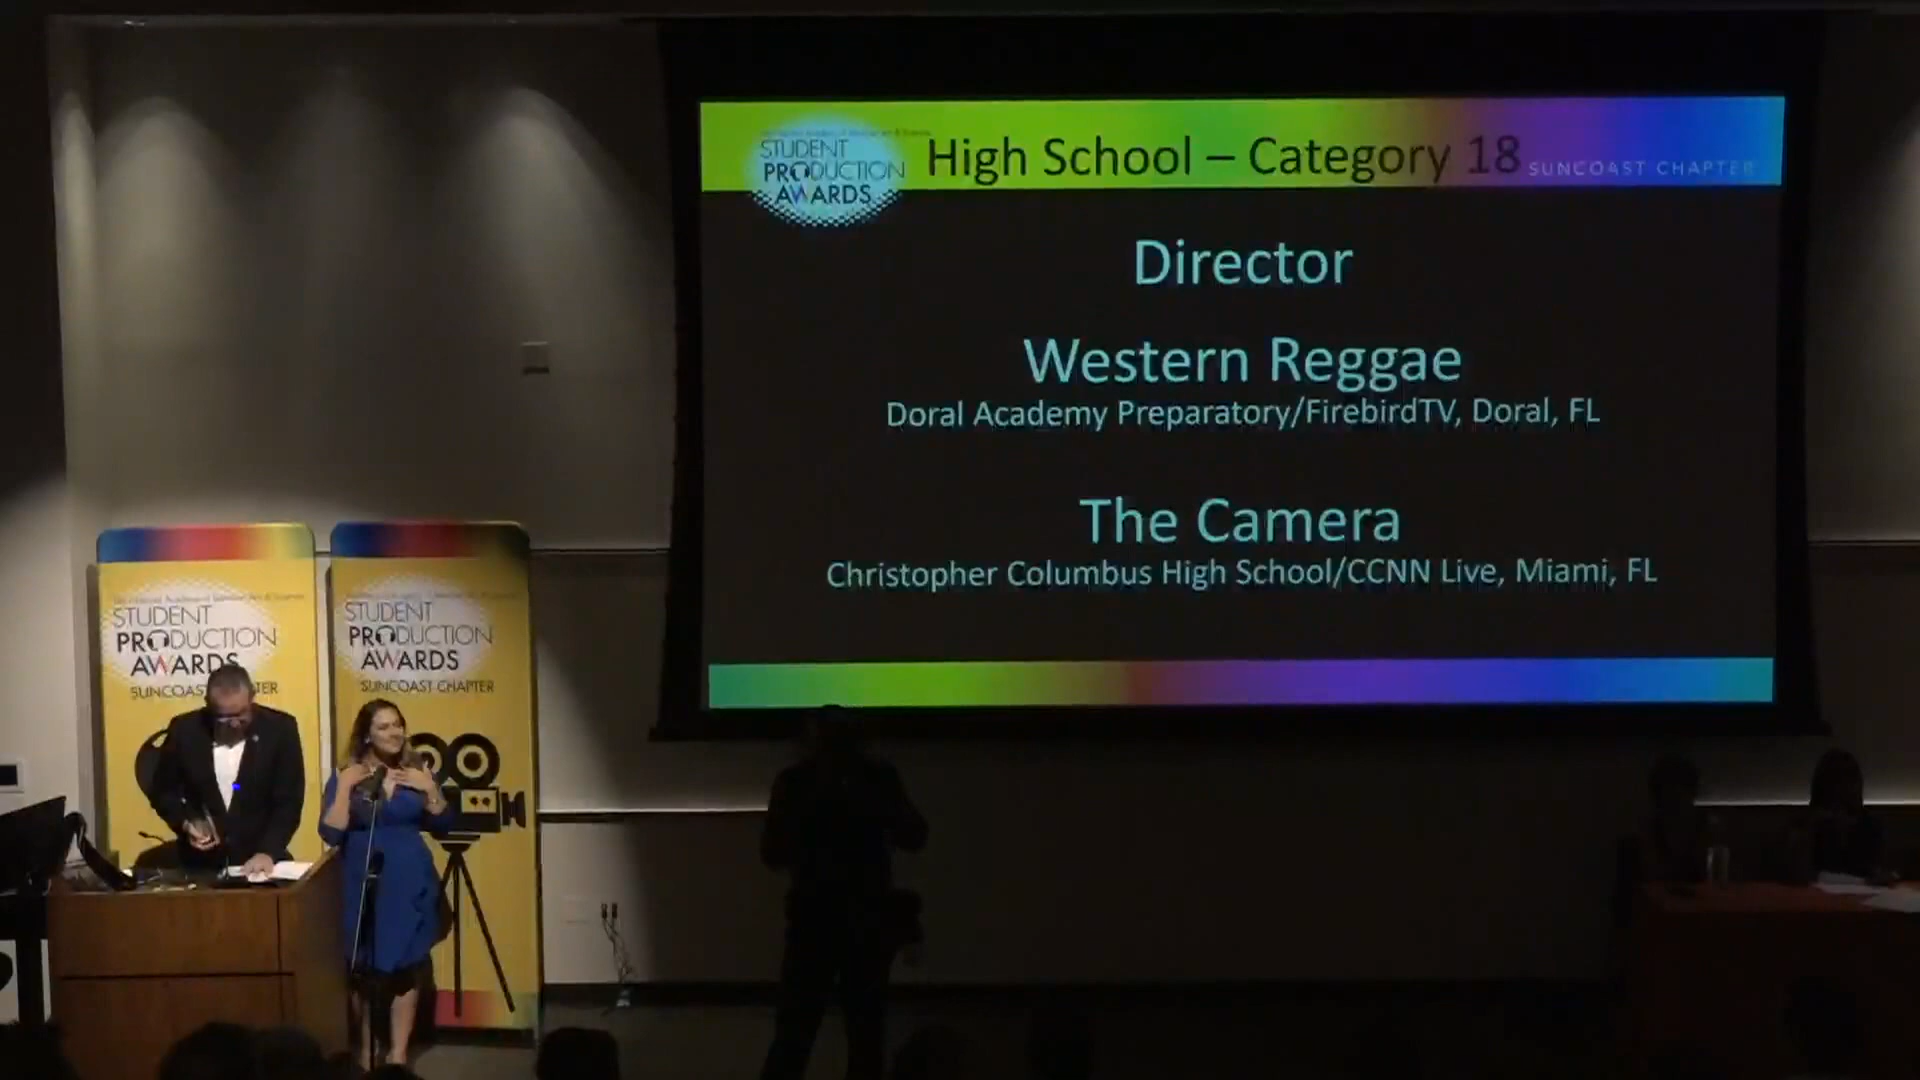 STUDENT
PRODUCTION
AWARDS
High School – Category 18
SUNCOAST CHAPTER
Director
Western Reggae
Doral Academy Preparatory/FirebirdTV, Doral, FL
The Camera
Christopher Columbus High School/CCNN Live, Miami, FL
STUDENT
PRODUCTION
AWARDS
STUDENT
PRODUCTION
AWARDS
SUNCOAST CHAPTER